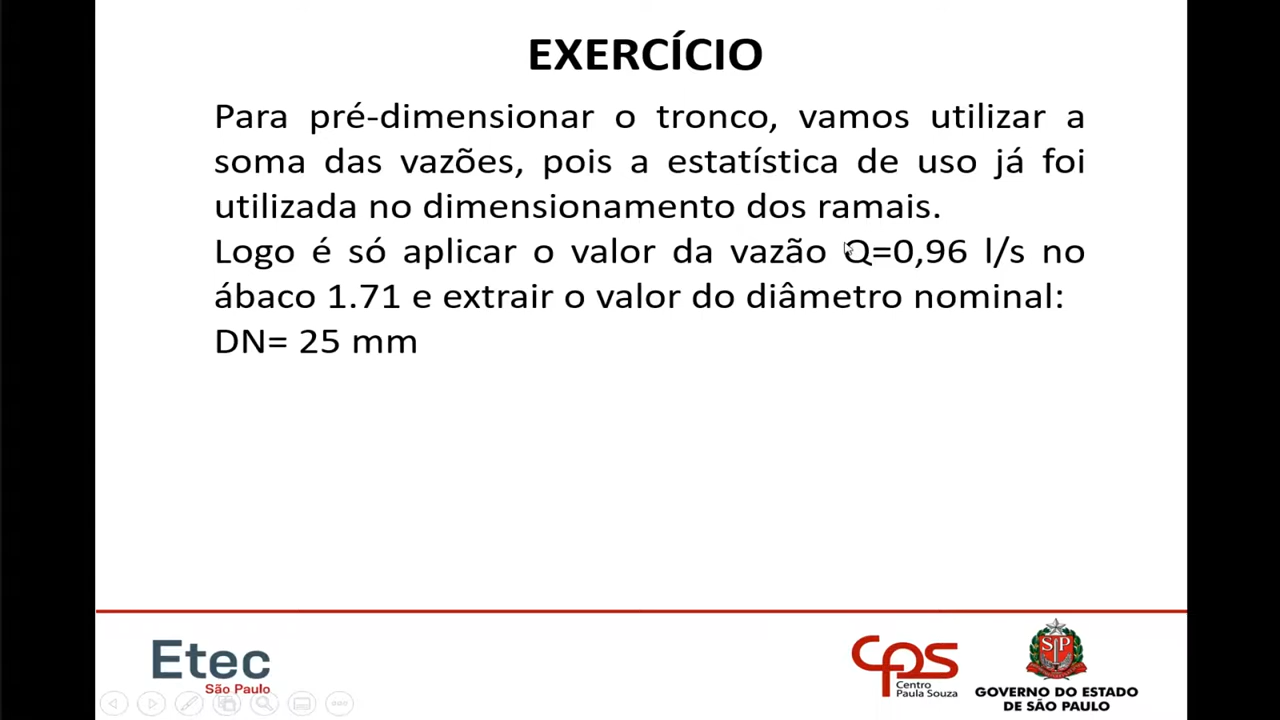 EXERCÍCIO
Para pré-dimensionar o tronco, vamos utilizar a
soma das vazões, pois a estatística de uso já foi
utilizada no dimensionamento dos ramais.
Logo é só aplicar o valor da vazão Q=0,96 l/s no
ábaco 1.71 e extrair o valor do diâmetro nominal:
DN= 25 mm
Etec
São Paulo
CPS
Centro
Paula Souza
SP
GOVERNO DO ESTADO
DE SÃO PAULO